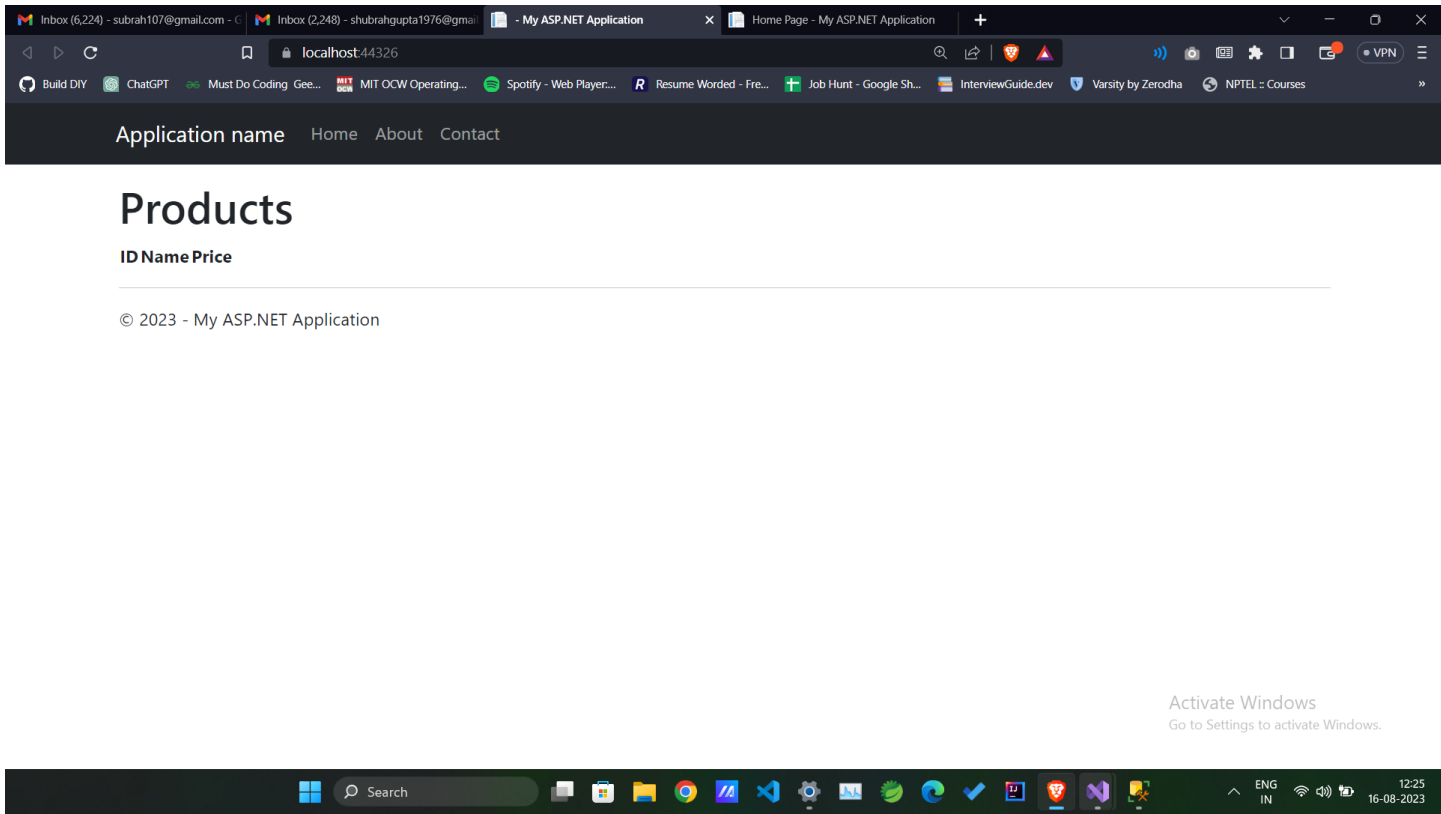 Inbox (6,224) - subrah107@gmail.com - G
Inbox (2,248) - shubrahgupta1976@gmai
- My ASP.NET Application
Home Page - My ASP.NET Application
localhost:44326
VPN
Build DIY
ChatGPT
Must Do Coding Gee...
MIT OCW Operating...
Spotify - Web Player:...
Resume Worded - Fre...
Job Hunt - Google Sh...
InterviewGuide.dev
Varsity by Zerodha
NPTEL :: Courses
»
Application name Home About Contact
Products
ID Name Price
© 2023 - My ASP.NET Application
Activate Windows
Go to Settings to activate Windows.
Search
ENG
IN
12:25
16-08-2023